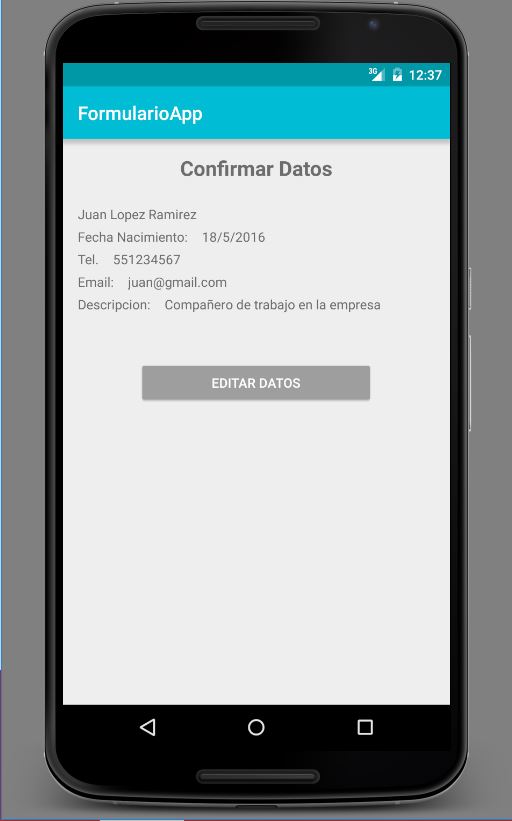 3G 12:37
FormularioApp
Confirmar Datos
Juan Lopez Ramirez
Fecha Nacimiento: 18/5/2016
Tel. 551234567
Email: juan@gmail.com
Descripcion: Compañero de trabajo en la empresa
EDITAR DATOS